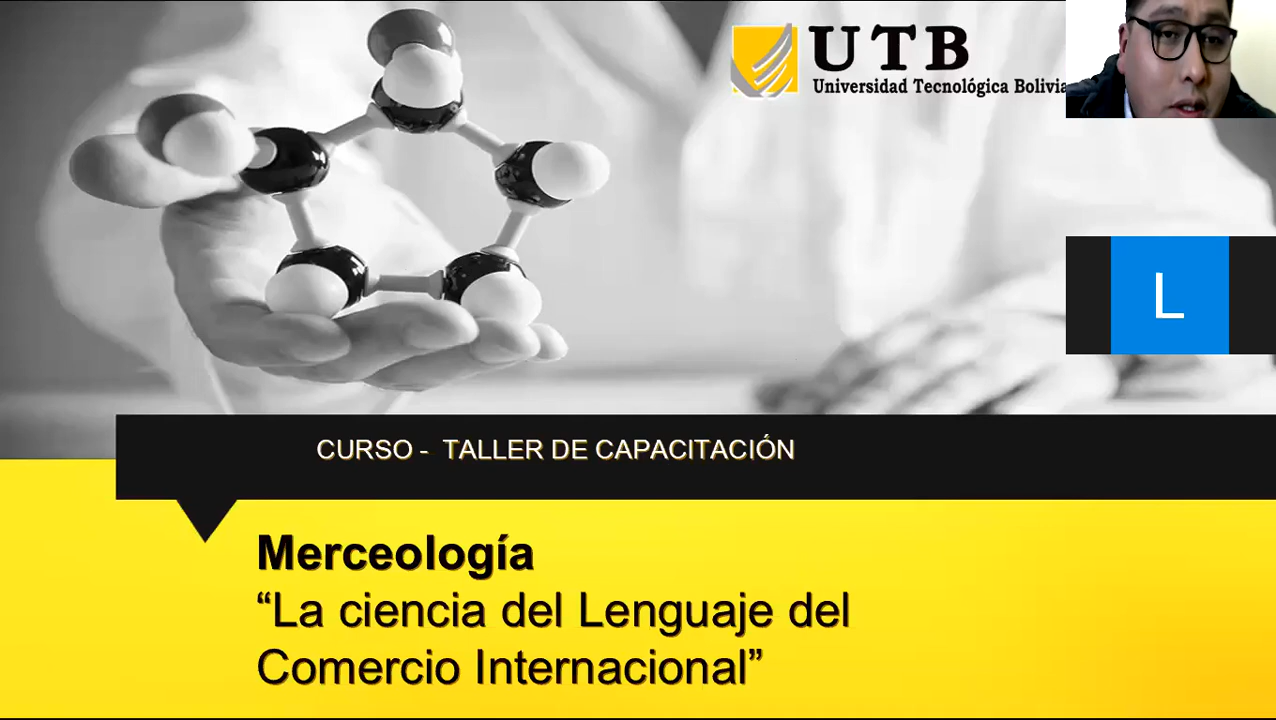 UTB
Universidad Tecnológica Bolivia
L
CURSO - TALLER DE CAPACITACIÓN
Merceología
“La ciencia del Lenguaje del
Comercio Internacional”